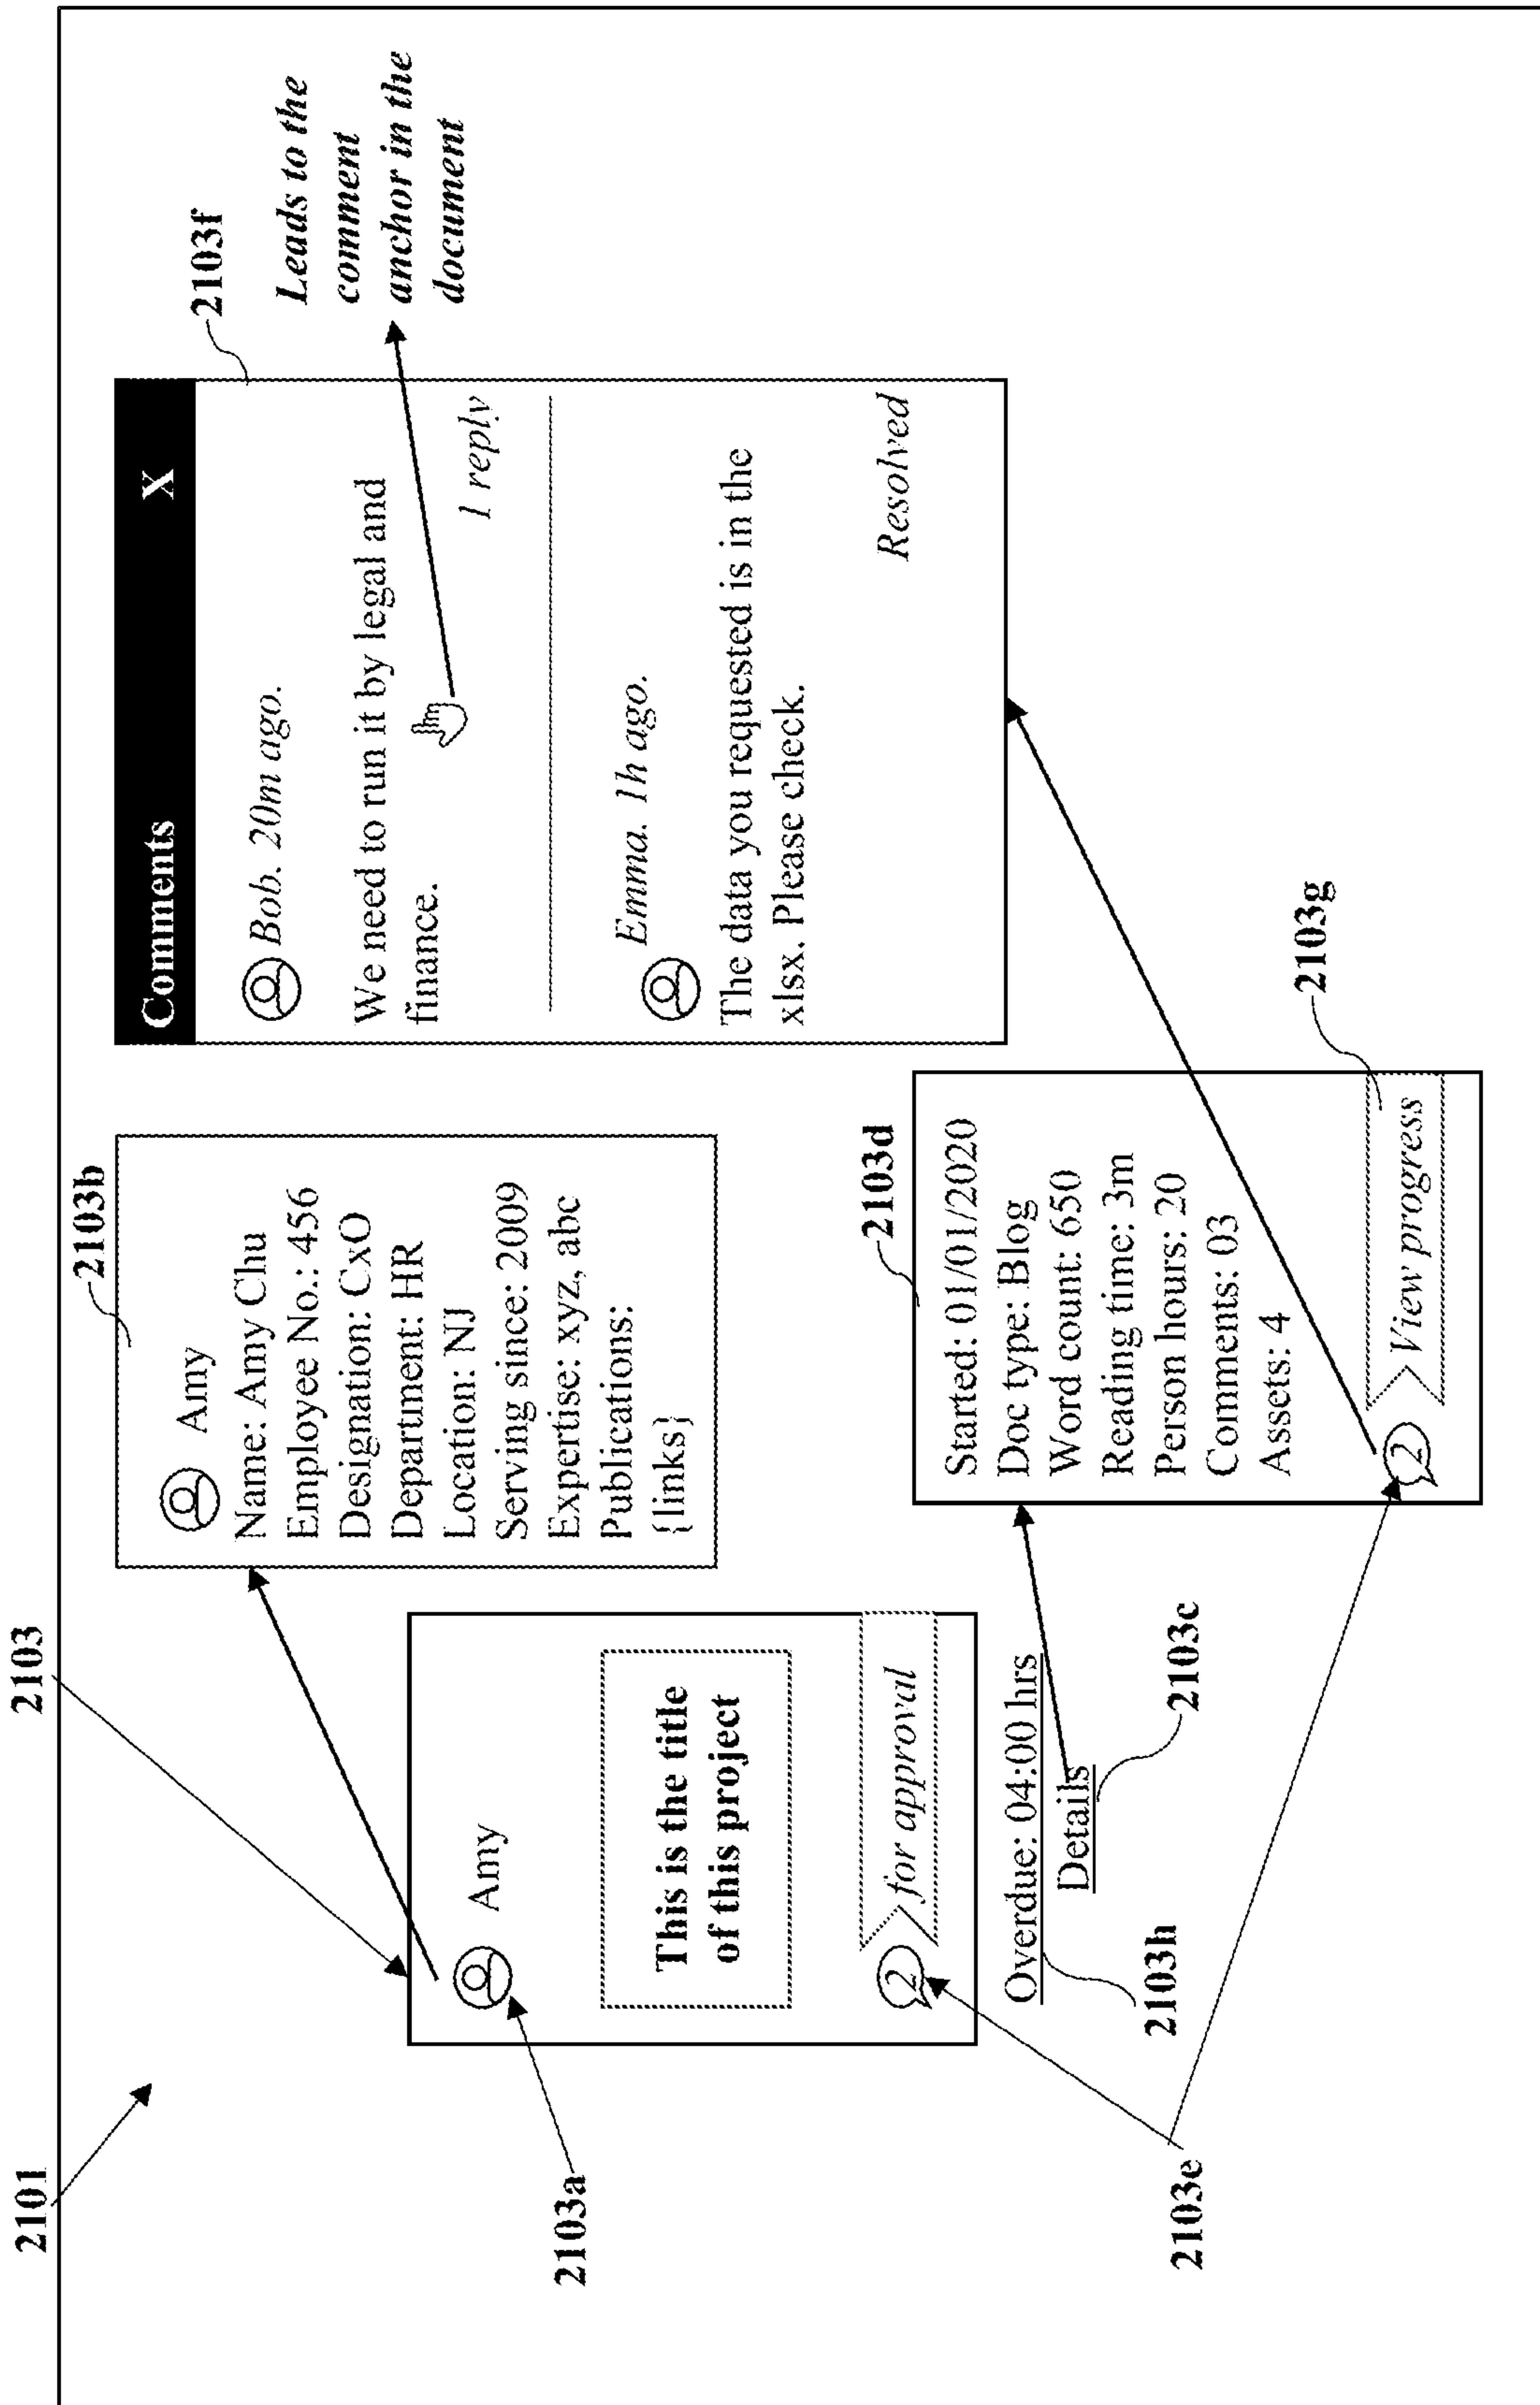 2101
2103
2103a
Amy
This is the title
of this project
2
for approval
Overdue: 04:00 hrs
Details
2103h
2103c
2103e
2103b
Amy
Name: Amy Chu
Employee No.: 456
Designation: CxO
Department: HR
Location: NJ
Serving since: 2009
Expertise: xyz, abc
Publications:
{links}
2103d
Started: 01/01/2020
Doc type: Blog
Word count: 650
Reading time: 3m
Person hours: 20
Comments: 03
Assets: 4
2
View progress
2103g
Comments X
Bob. 20m ago.
We need to run it by legal and
finance.
1 reply
Emma. 1h ago.
The data you requested is in the
xlsx. Please check.
Resolved
2103f
Leads to the
comment
anchor in the
document